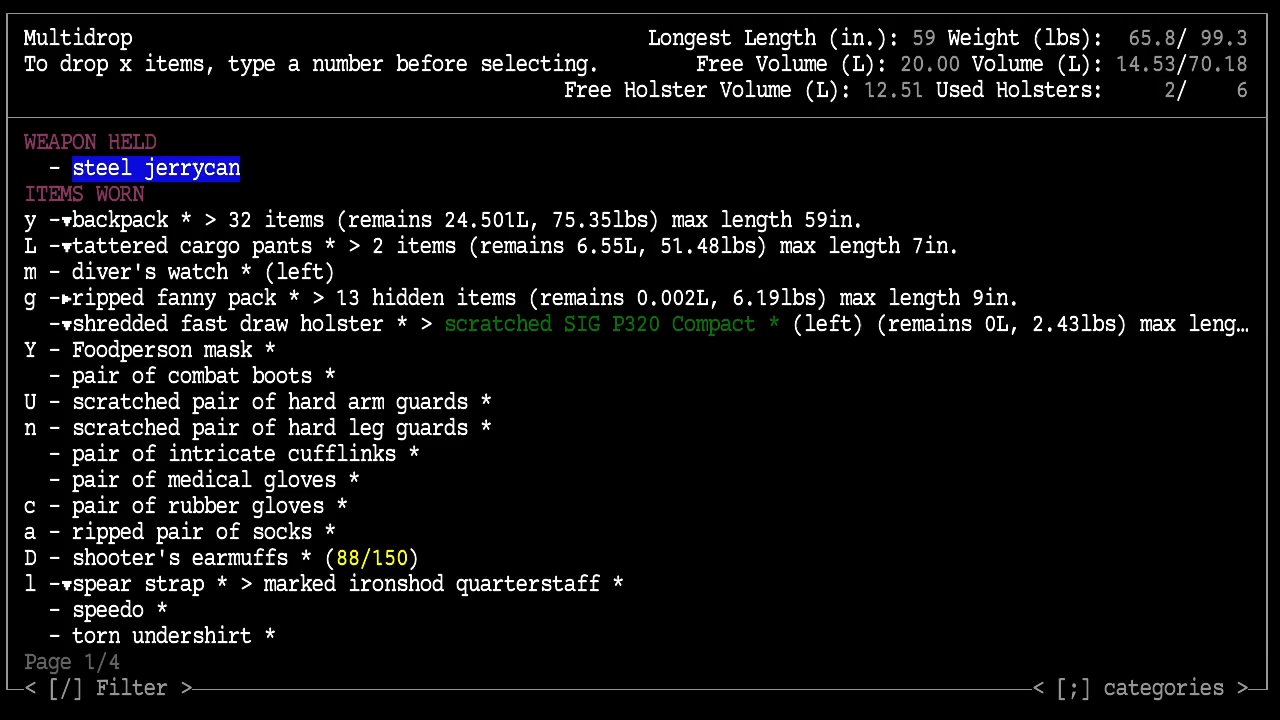 Multidrop Longest Length (in.): 59 Weight (lbs): 65.8/ 99.3
To drop x items, type a number before selecting. Free Volume (L): 20.00 Volume (L): 14.53/70.18
Free Holster Volume (L): 12.51 Used Holsters: 2/ 6
WEAPON HELD
- steel jerrycan
ITEMS WORN
y -▾backpack * > 32 items (remains 24.501L, 75.35lbs) max length 59in.
L -▾tattered cargo pants * > 2 items (remains 6.55L, 51.48lbs) max length 7in.
m - diver's watch * (left)
g -▸ripped fanny pack * > 13 hidden items (remains 0.002L, 6.19lbs) max length 9in.
-▾shredded fast draw holster * > scratched SIG P320 Compact * (left) (remains 0L, 2.43lbs) max leng…
Y - Foodperson mask *
- pair of combat boots *
U - scratched pair of hard arm guards *
n - scratched pair of hard leg guards *
- pair of intricate cufflinks *
- pair of medical gloves *
c - pair of rubber gloves *
a - ripped pair of socks *
D - shooter's earmuffs * (88/150)
l -▾spear strap * > marked ironshod quarterstaff *
- speedo *
- torn undershirt *
Page 1/4
< [/] Filter > < [;] categories >